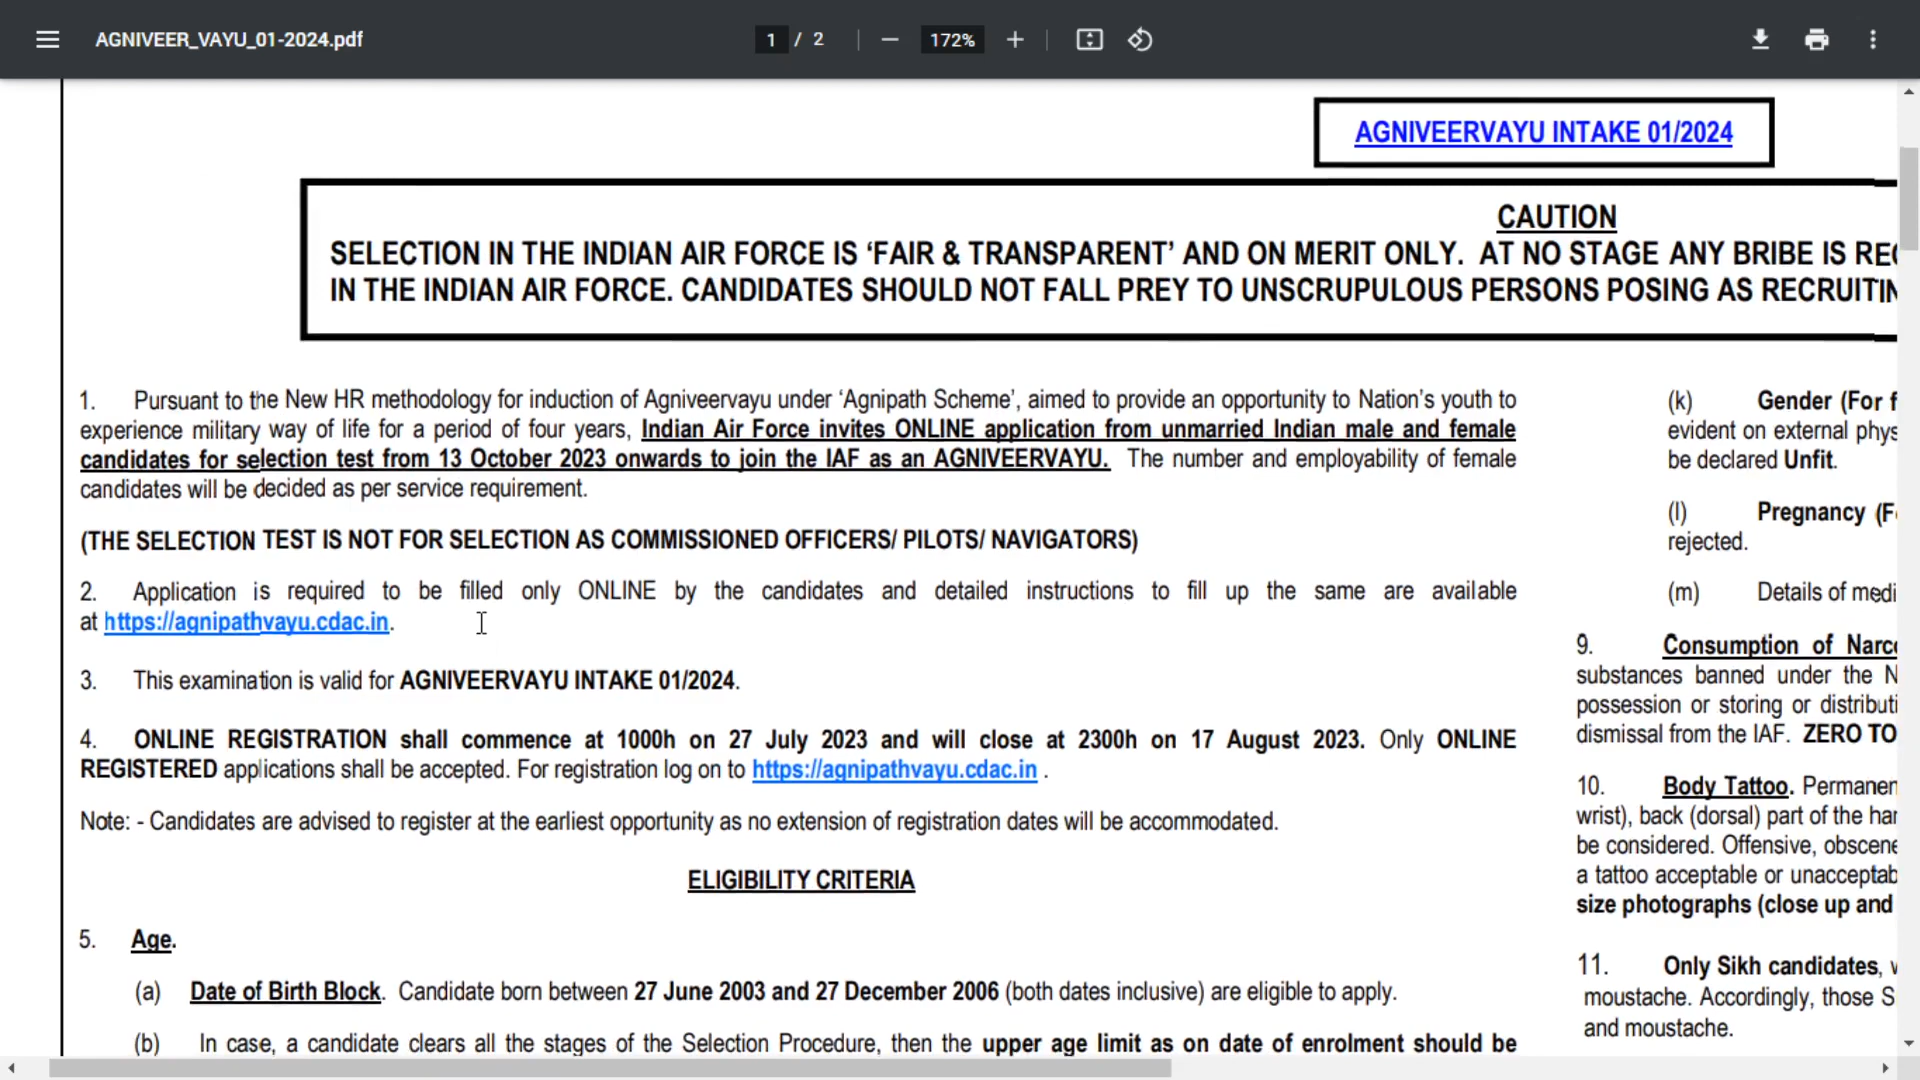 AGNIVEER_VAYU_01-2024.pdf
1 / 2
172%
AGNIVEERVAYU INTAKE 01/2024
CAUTION
SELECTION IN THE INDIAN AIR FORCE IS ‘FAIR & TRANSPARENT’ AND ON MERIT ONLY. AT NO STAGE ANY BRIBE IS
IN THE INDIAN AIR FORCE. CANDIDATES SHOULD NOT FALL PREY TO UNSCRUPULOUS PERSONS POSING AS
1. Pursuant to the New HR methodology for induction of Agniveervayu under ‘Agnipath Scheme’, aimed to provide an opportunity to Nation’s youth to
experience military way of life for a period of four years, Indian Air Force invites ONLINE application from unmarried Indian male and female
candidates for selection test from 13 October 2023 onwards to join the IAF as an AGNIVEERVAYU. The number and employability of female
candidates will be decided as per service requirement.
(THE SELECTION TEST IS NOT FOR SELECTION AS COMMISSIONED OFFICERS/ PILOTS/ NAVIGATORS)
2. Application is required to be filled only ONLINE by the candidates and detailed instructions to fill up the same are available
at https://agnipathvayu.cdac.in.
3. This examination is valid for AGNIVEERVAYU INTAKE 01/2024.
4. ONLINE REGISTRATION shall commence at 1000h on 27 July 2023 and will close at 2300h on 17 August 2023. Only ONLINE
REGISTERED applications shall be accepted. For registration log on to https://agnipathvayu.cdac.in .
Note: - Candidates are advised to register at the earliest opportunity as no extension of registration dates will be accommodated.
ELIGIBILITY CRITERIA
5. Age.
(a) Date of Birth Block. Candidate born between 27 June 2003 and 27 December 2006 (both dates inclusive) are eligible to apply.
(b) In case, a candidate clears all the stages of the Selection Procedure, then the upper age limit as on date of enrolment should be
(k) Gender (For
evident on external
be declared Unfit.
(l) Pregnancy
rejected.
(m) Details of
9. Consumption of
substances banned under the
possession or storing or
dismissal from the IAF. ZERO
10. Body Tattoo.
wrist), back (dorsal) part of the
be considered. Offensive,
a tattoo acceptable or
size photographs (close up and
11. Only Sikh candidates,
moustache. Accordingly, those
and moustache.